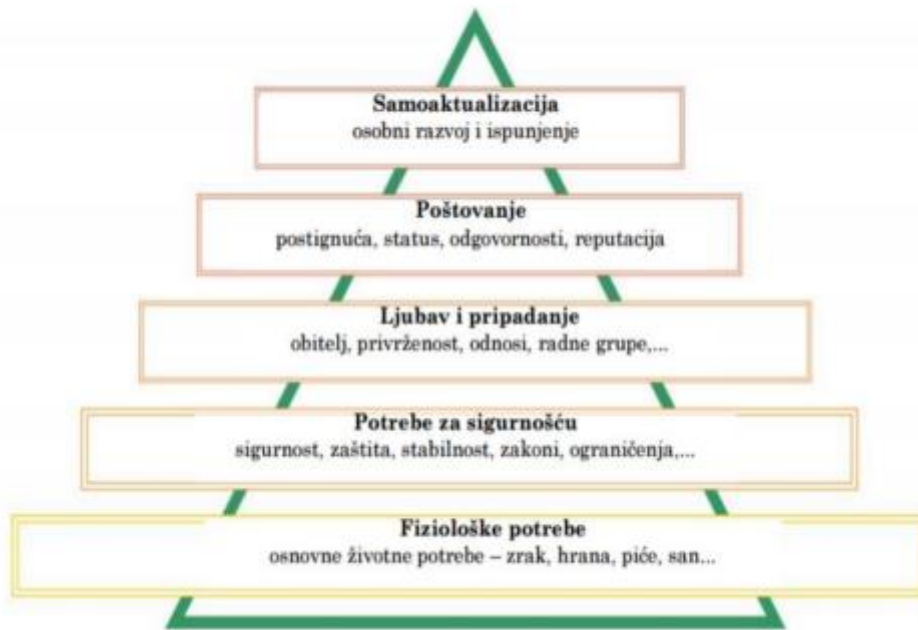 Samoaktualizacija
osobni razvoj i ispunjenje
Poštovanje
postignuća, status, odgovornosti, reputacija
Ljubav i pripadanje
obitelj, privrženost, odnosi, radne grupe,...
Potrebe za sigurnošću
sigurnost, zaštita, stabilnost, zakoni, ograničenja,...
Fiziološke potrebe
osnovne životne potrebe – zrak, hrana, piće, san...